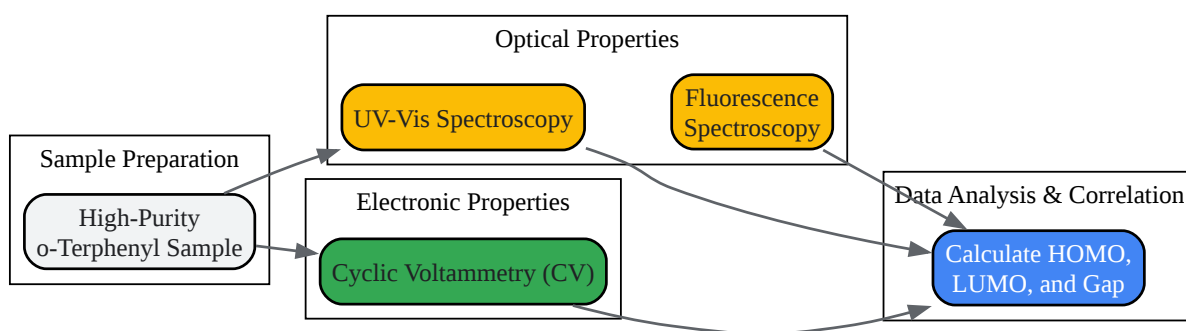 Sample Preparation
High-Purity
o-Terphenyl Sample
Optical Properties
UV-Vis Spectroscopy
Fluorescence
Spectroscopy
Electronic Properties
Cyclic Voltammetry (CV)
Data Analysis & Correlation
Calculate HOMO,
LUMO, and Gap